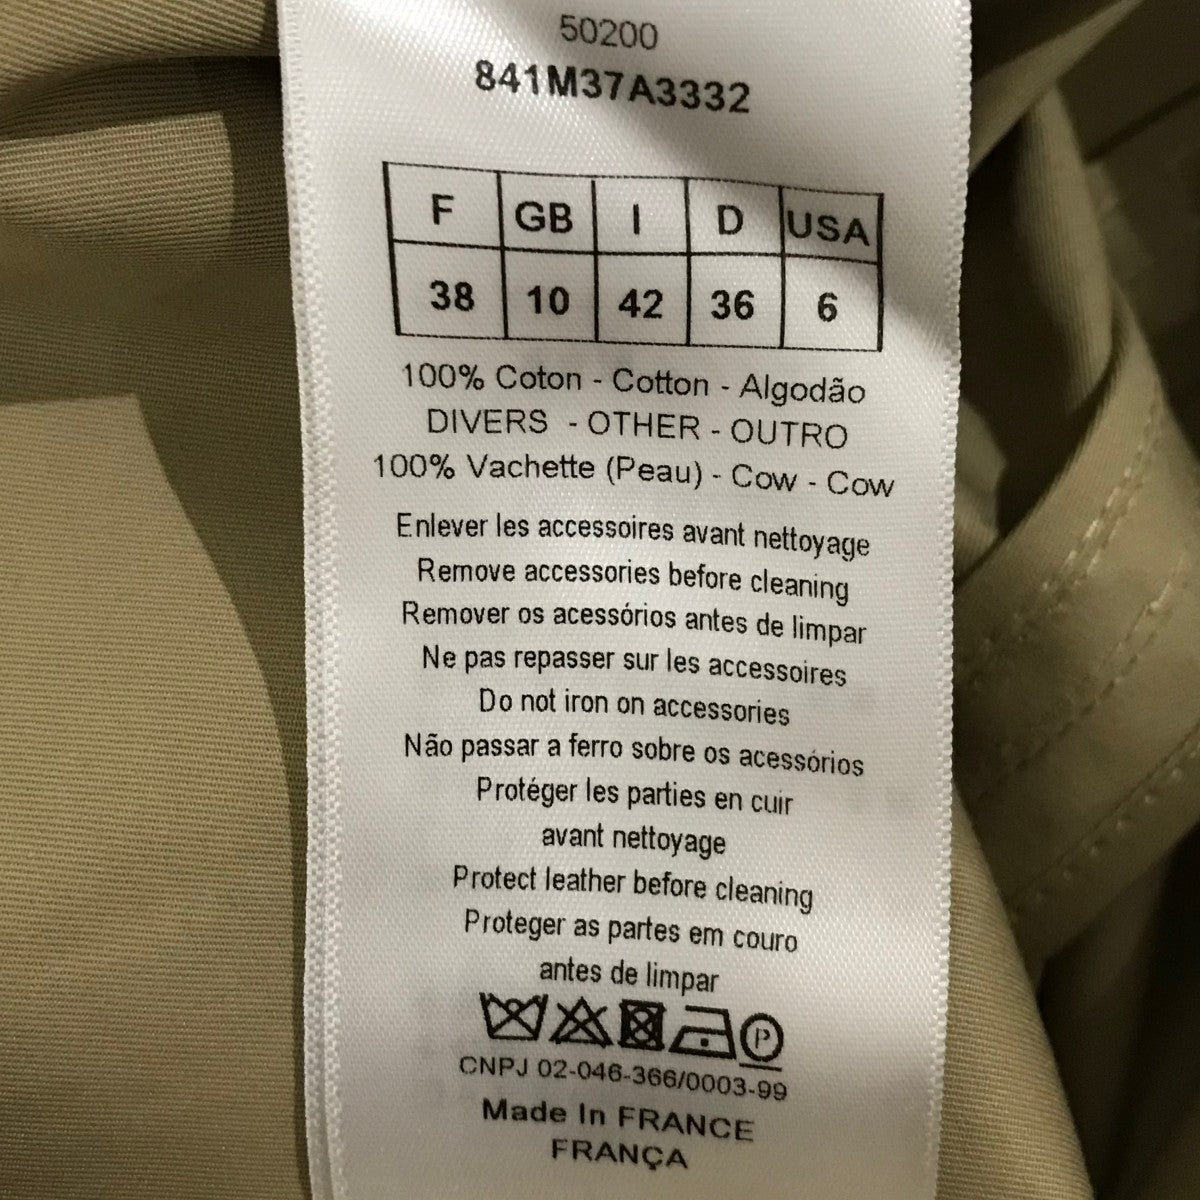 50200
841M37A3332
F GB I D USA
38 10 42 36 6
100% Coton - Cotton - Algodão
DIVERS - OTHER - OUTRO
100% Vachette (Peau) - Cow - Cow
Enlever les accessoires avant nettoyage
Remove accessories before cleaning
Remover os acessórios antes de limpar
Ne pas repasser sur les accessoires
Do not iron on accessories
Não passar a ferro sobre os acessórios
Protéger les parties en cuir
avant nettoyage
Protect leather before cleaning
Proteger as partes em couro
antes de limpar
P
CNPJ 02-046-366/0003-99
Made In FRANCE
FRANÇA